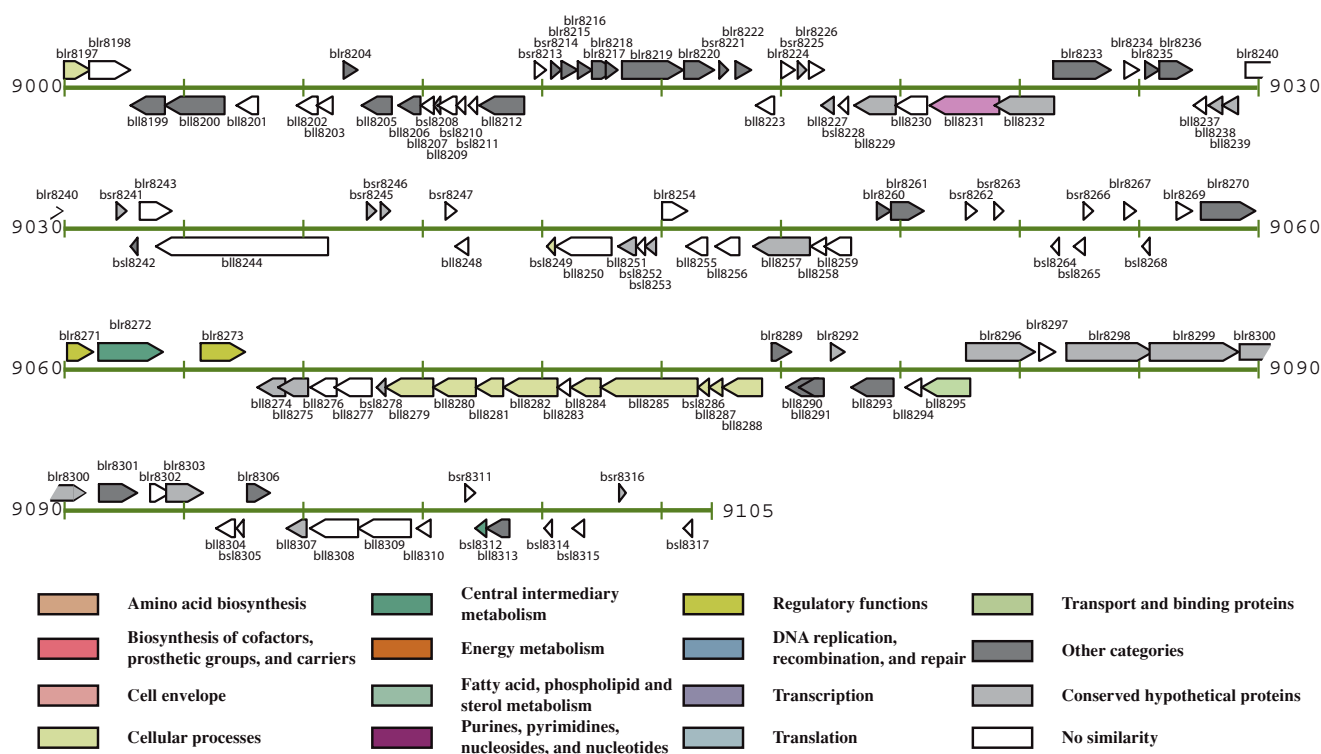 blr8216
blr8198 blr8215 blr8218 blr8222 blr8226 blr8234 blr8236
blr8197 blr8204 bsr8213 bsr8214 blr8217 blr8219 blr8220 bsr8221 blr8224 bsr8225 blr8233 blr8235 blr8240
9000 9030
bll8199 bll8200 bll8201 bll8202 bll8203 bll8205 bll8206 bsl8208 bsl8210 bll8212 bll8223 bll8227 bsl8228 bll8230 bll8231 bll8232 bll8237
bll8207 bsl8211 bll8229 bll8238
bll8209 bll8239
blr8240 bsr8241 blr8243 bsr8245 bsr8246 bsr8247 blr8254 blr8260 blr8261 bsr8262 bsr8263 bsr8266 blr8267 blr8269 blr8270
9030 9060
bsl8242 bll8244 bll8248 bsl8249 bll8250 bll8251 bsl8252 bsl8253 bll8255 bll8256 bll8257 bll8258 bll8259 bsl8264 bsl8265 bsl8268
blr8271 blr8272 blr8273 blr8289 blr8292 blr8296 blr8297 blr8298 blr8299 blr8300
9060 9090
bll8274 bll8275 bll8276 bll8277 bsl8278 bll8279 bll8280 bll8281 bll8282 bll8283 bll8284 bll8285 bsl8286 bll8287 bll8288 bll8290 bll8291 bll8293 bll8294 bll8295
blr8300 blr8301 blr8302 blr8303 blr8306 bsr8311 bsr8316
9090 9105
bll8304 bsl8305 bll8307 bll8308 bll8309 bll8310 bsl8312 bll8313 bsl8314 bsl8315 bsl8317
Amino acid biosynthesis
Biosynthesis of cofactors,
prosthetic groups, and carriers
Cell envelope
Cellular processes
Central intermediary
metabolism
Energy metabolism
Fatty acid, phospholipid and
sterol metabolism
Purines, pyrimidines,
nucleosides, and nucleotides
Regulatory functions
DNA replication,
recombination, and repair
Transcription
Translation
Transport and binding proteins
Other categories
Conserved hypothetical proteins
No similarity